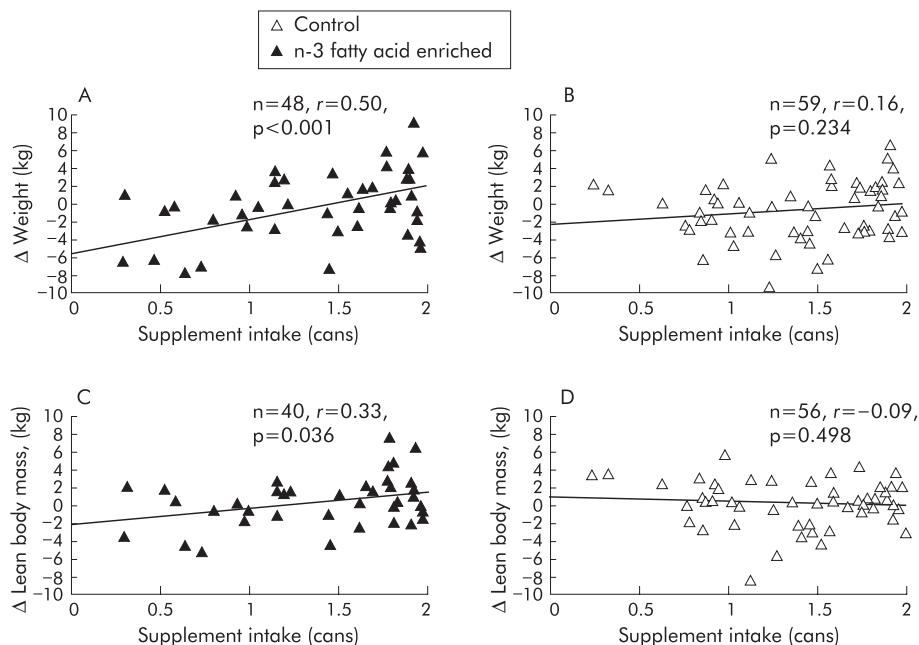 Control
n-3 fatty acid enriched
A
n=48, r=0.50,
p<0.001
10
8
6
4
2
0
−2
−4
−6
−8
−10
Δ Weight (kg)
0
0.5
1
1.5
2
Supplement intake (cans)
B
n=59, r=0.16,
p=0.234
10
8
6
4
2
0
−2
−4
−6
−8
−10
Δ Weight (kg)
0
0.5
1
1.5
2
Supplement intake (cans)
C
n=40, r=0.33,
p=0.036
10
8
6
4
2
0
−2
−4
−6
−8
−10
Δ Lean body mass, (kg)
0
0.5
1
1.5
2
Supplement intake (cans)
D
n=56, r=−0.09,
p=0.498
10
8
6
4
2
0
−2
−4
−6
−8
−10
Δ Lean body mass, (kg)
0
0.5
1
1.5
2
Supplement intake (cans)